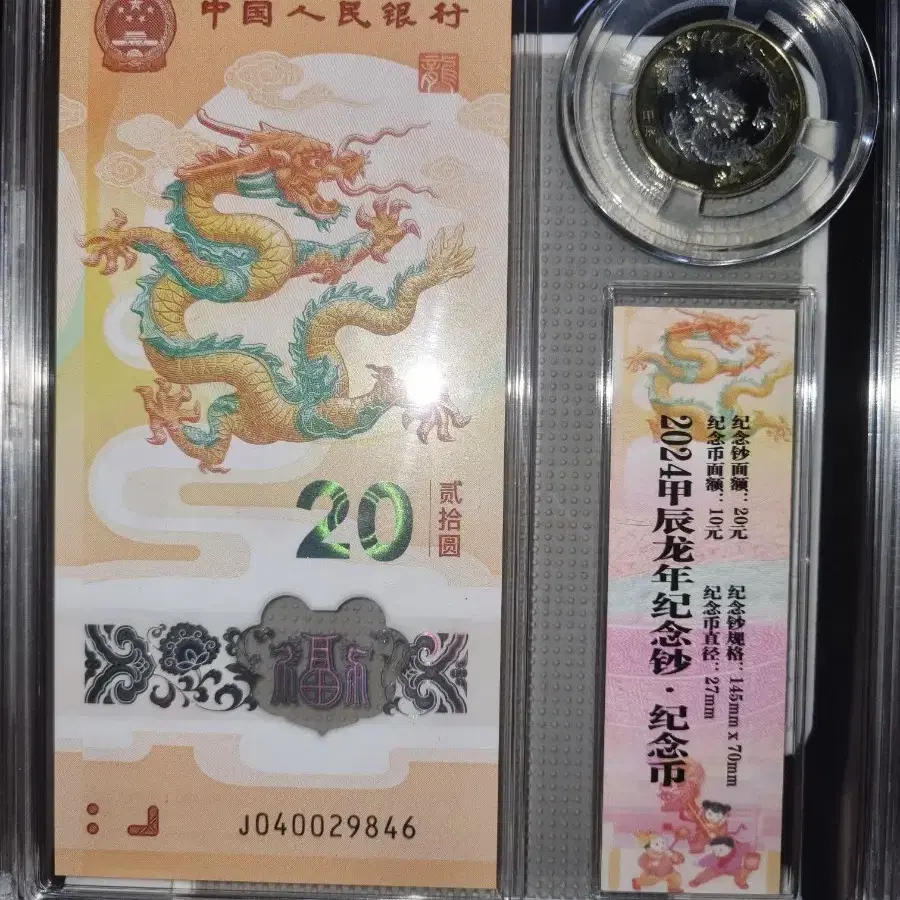 中国人民银行
龍
20
贰拾圆
福
J040029846
纪念钞面额：20元
纪念币面额：10元
纪念钞规格：145mm x 70mm
纪念币直径：27mm
2024甲辰龙年纪念钞·纪念币